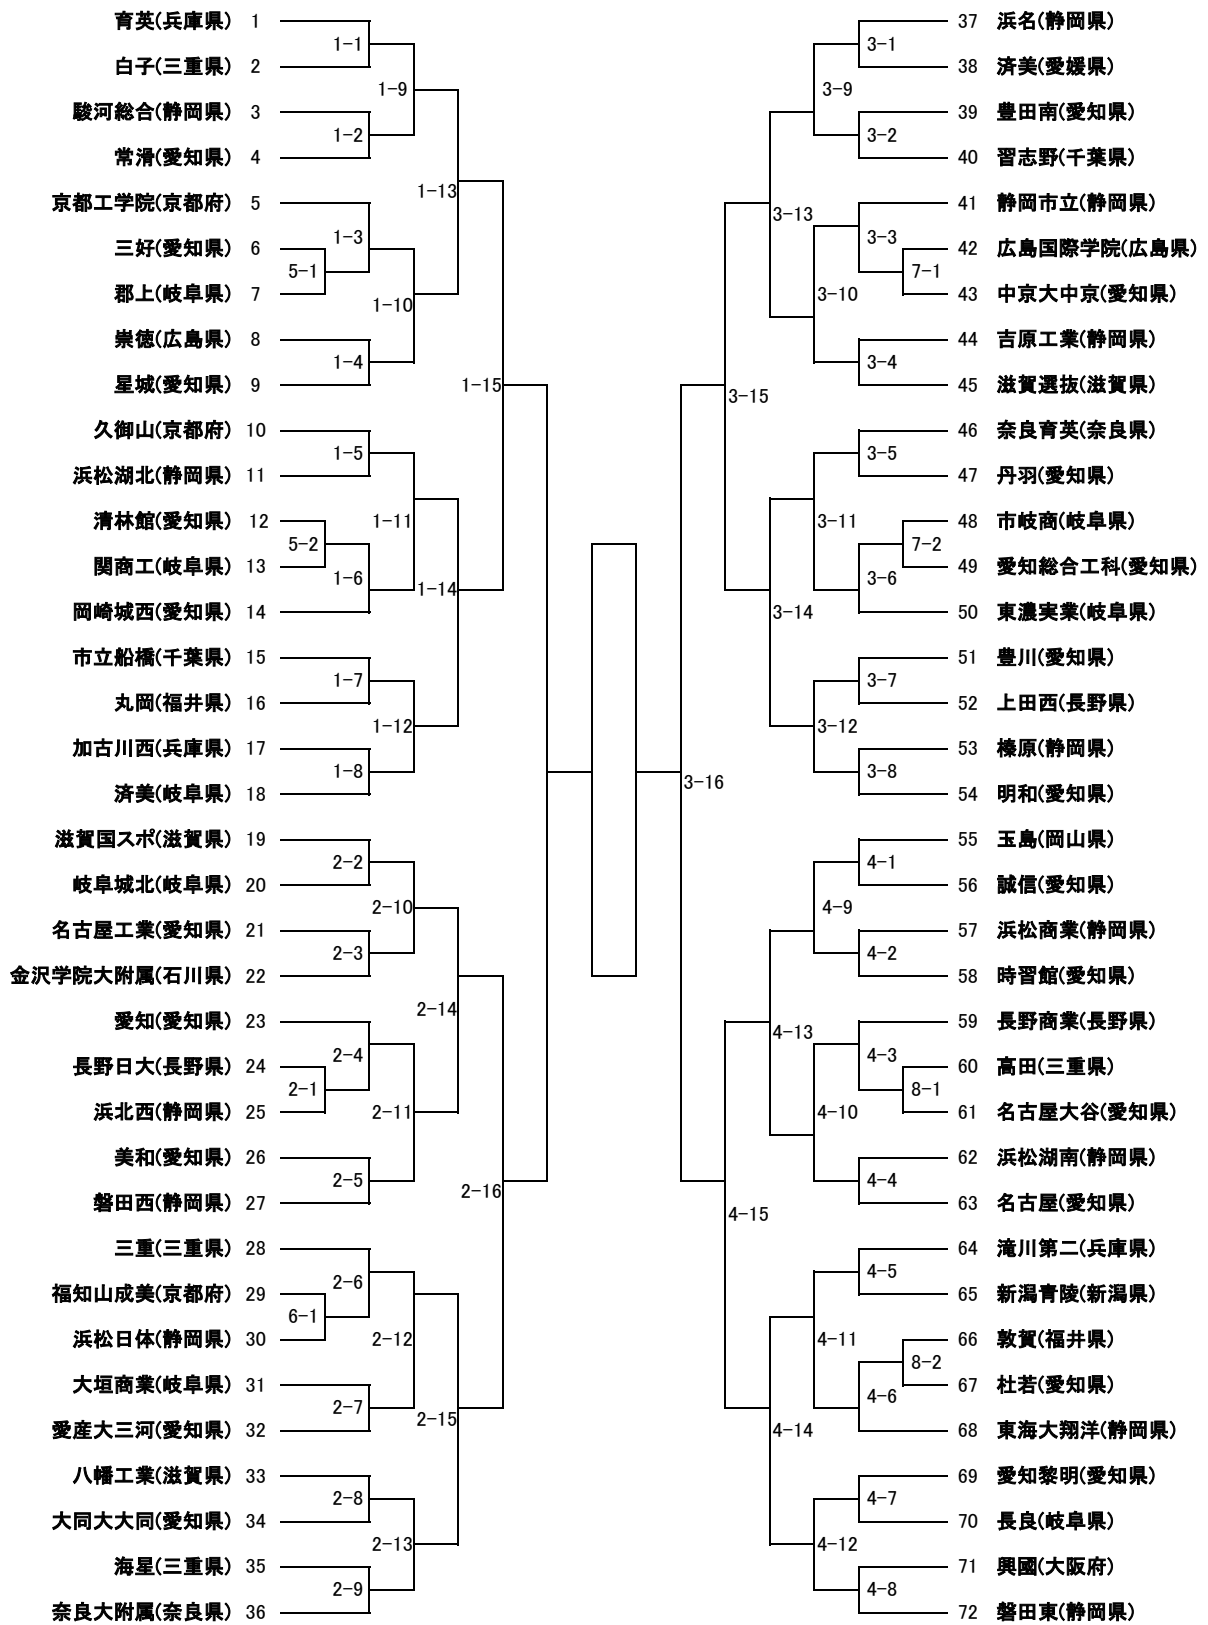 育英(兵庫県) 1
1-1
白子(三重県) 2
1-9
駿河総合(静岡県) 3
1-2
常滑(愛知県) 4
1-13
京都工学院(京都府) 5
1-3
三好(愛知県) 6
5-1
郡上(岐阜県) 7
1-10
崇徳(広島県) 8
1-4
星城(愛知県) 9
1-15
久御山(京都府) 10
1-5
浜松湖北(静岡県) 11
1-11
清林館(愛知県) 12
5-2
関商工(岐阜県) 13
1-6
1-14
岡崎城西(愛知県) 14
市立船橋(千葉県) 15
1-7
丸岡(福井県) 16
1-12
加古川西(兵庫県) 17
1-8
済美(岐阜県) 18
滋賀国スポ(滋賀県) 19
2-2
岐阜城北(岐阜県) 20
2-10
名古屋工業(愛知県) 21
2-3
金沢学院大附属(石川県) 22
2-14
愛知(愛知県) 23
2-4
長野日大(長野県) 24
2-1
浜北西(静岡県) 25
2-11
美和(愛知県) 26
2-5
2-16
磐田西(静岡県) 27
三重(三重県) 28
2-6
福知山成美(京都府) 29
6-1
浜松日体(静岡県) 30
2-12
大垣商業(岐阜県) 31
2-7
2-15
愛産大三河(愛知県) 32
八幡工業(滋賀県) 33
2-8
大同大大同(愛知県) 34
2-13
海星(三重県) 35
2-9
奈良大附属(奈良県) 36
37 浜名(静岡県)
3-1
38 済美(愛媛県)
3-9
39 豊田南(愛知県)
3-2
40 習志野(千葉県)
41 静岡市立(静岡県)
3-13
3-3
42 広島国際学院(広島県)
7-1
43 中京大中京(愛知県)
3-10
44 吉原工業(静岡県)
3-4
45 滋賀選抜(滋賀県)
3-15
46 奈良育英(奈良県)
3-5
47 丹羽(愛知県)
48 市岐商(岐阜県)
3-11
7-2
49 愛知総合工科(愛知県)
3-6
50 東濃実業(岐阜県)
3-14
51 豊川(愛知県)
3-7
52 上田西(長野県)
3-12
53 榛原(静岡県)
3-8
3-16
54 明和(愛知県)
55 玉島(岡山県)
4-1
56 誠信(愛知県)
4-9
57 浜松商業(静岡県)
4-2
58 時習館(愛知県)
59 長野商業(長野県)
4-13
4-3
60 高田(三重県)
8-1
61 名古屋大谷(愛知県)
4-10
62 浜松湖南(静岡県)
4-4
63 名古屋(愛知県)
4-15
64 滝川第二(兵庫県)
4-5
65 新潟青陵(新潟県)
66 敦賀(福井県)
4-11
8-2
67 杜若(愛知県)
4-6
68 東海大翔洋(静岡県)
4-14
69 愛知黎明(愛知県)
4-7
70 長良(岐阜県)
4-12
71 興國(大阪府)
4-8
72 磐田東(静岡県)